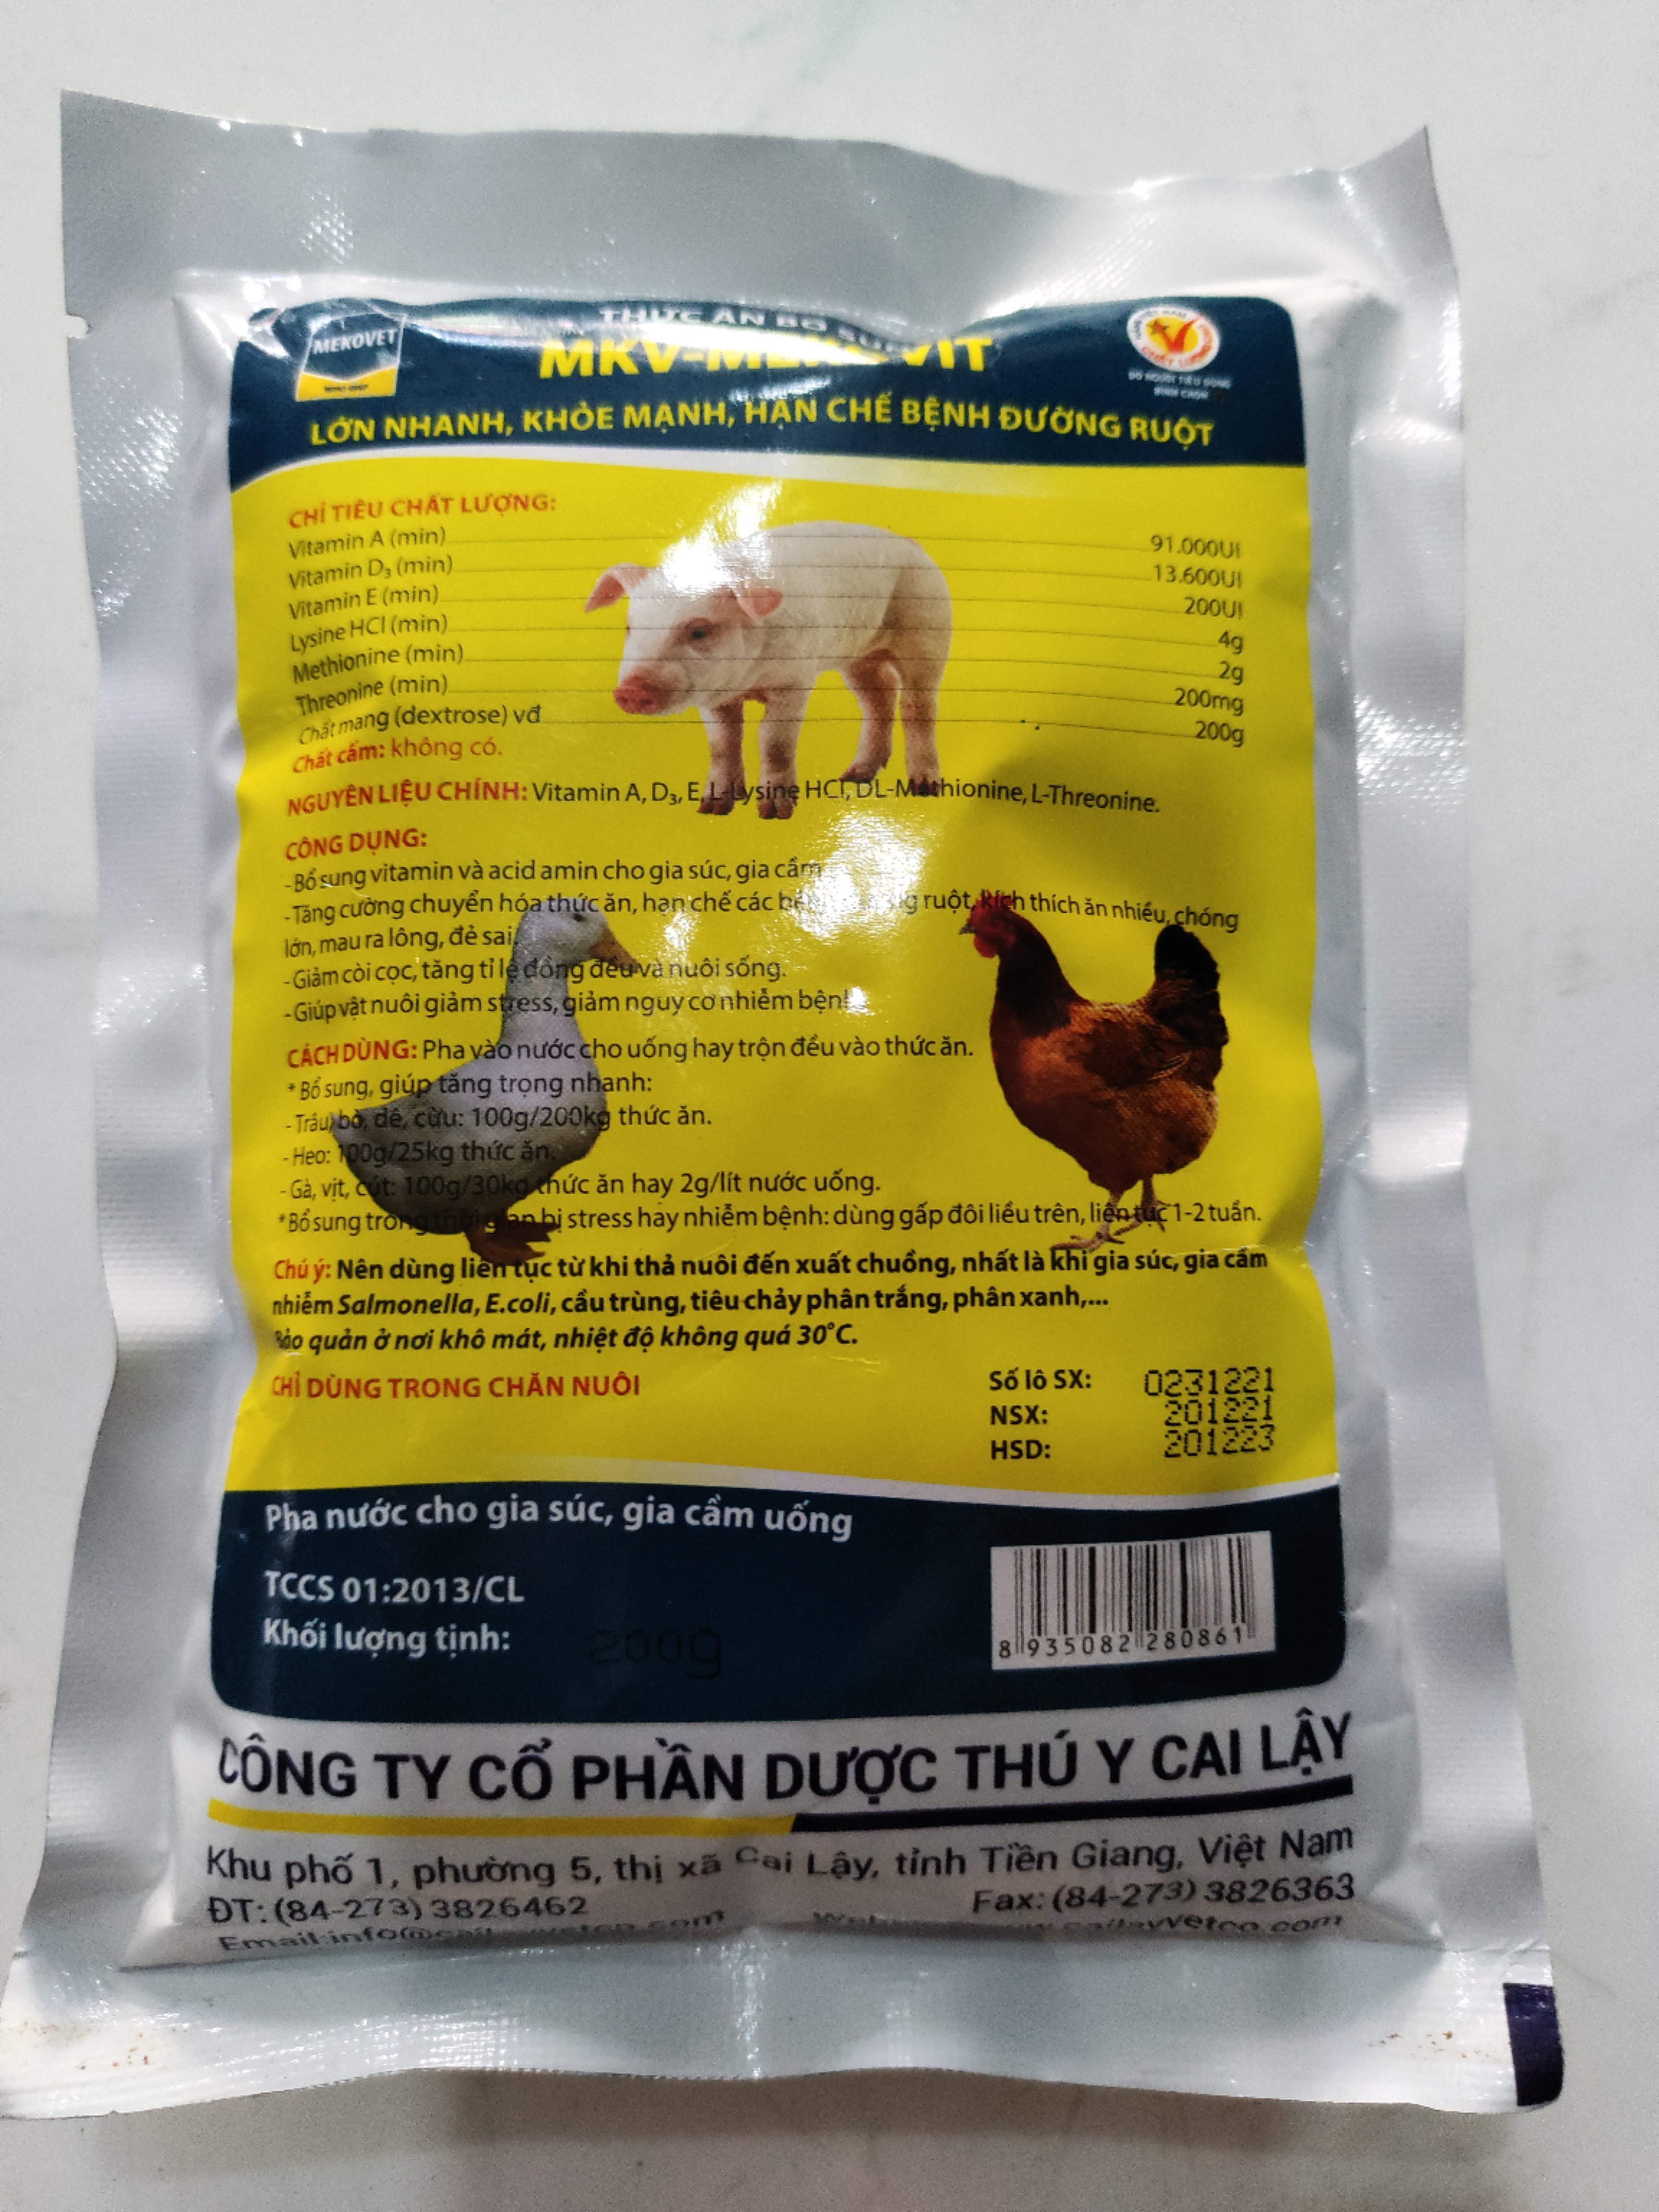 MEKOVET
THỨC ĂN BỔ SUNG
LỚN NHANH, KHỎE MẠNH, HẠN CHẾ BỆNH ĐƯỜNG RUỘT
CHỈ TIÊU CHẤT LƯỢNG:
Vitamin A (min) 91.000UI
Vitamin D₃ (min) 13.600UI
Vitamin E (min) 200UI
Lysine HCl (min) 4g
Methionine (min) 2g
Threonine (min) 200mg
Chất mang (dextrose) vđ 200g
Chất cấm: không có.
NGUYÊN LIỆU CHÍNH: Vitamin A, D₃, E, L-Lysine HCl, DL-Methionine, L-Threonine.
CÔNG DỤNG:
-Bổ sung vitamin và acid amin cho gia súc, gia cầm
-Tăng cường chuyển hóa thức ăn, hạn chế các ruột, kích thích ăn nhiều, chóng
lớn, mau ra lông, đẻ sai.
-Giảm còi cọc, tăng tỉ lệ đồng đều và nuôi sống.
-Giúp vật nuôi giảm stress, giảm nguy cơ nhiễm bệnh
CÁCH DÙNG: Pha vào nước cho uống hay trộn đều vào thức ăn.
* Bổ sung, giúp tăng trọng nhanh:
- Trâu, bò, dê, cừu: 100g/200kg thức ăn.
- Heo: 100g/25kg thức ăn.
- Gà, vịt, cút: 100g/30kg thức ăn hay 2g/lít nước uống.
*Bổ sung trong thời gian bị stress hay nhiễm bệnh: dùng gấp đôi liều trên, liên tục 1-2 tuần.
Chú ý: Nên dùng liên tục từ khi thả nuôi đến xuất chuồng, nhất là khi gia súc, gia cầm
nhiễm Salmonella, E.coli, cầu trùng, tiêu chảy phân trắng, phân xanh,...
Bảo quản ở nơi khô mát, nhiệt độ không quá 30°C.
CHỈ DÙNG TRONG CHĂN NUÔI
Số lô SX: 0231221
NSX: 201221
HSD: 201223
Pha nước cho gia súc, gia cầm uống
TCCS 01:2013/CL
Khối lượng tịnh: 200g
8 935082 280861
CÔNG TY CỔ PHẦN DƯỢC THÚ Y CAI LẬY
Khu phố 1, phường 5, thị xã Cai Lậy, tỉnh Tiền Giang, Việt Nam
ĐT: (84-273) 3826462 Fax: (84-273) 3826363